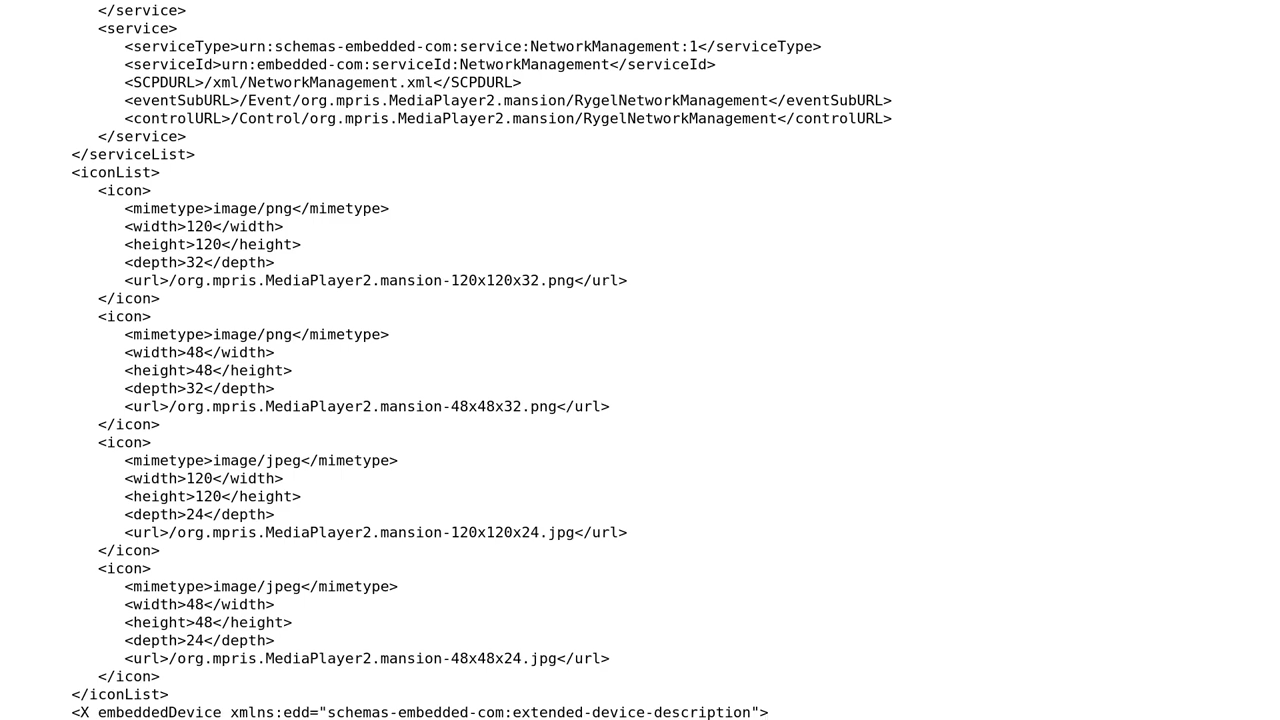 </service>
<service>
<serviceType>urn:schemas-embedded-com:service:NetworkManagement:1</serviceType>
<serviceId>urn:embedded-com:serviceId:NetworkManagement</serviceId>
<SCPDURL>/xml/NetworkManagement.xml</SCPDURL>
<eventSubURL>/Event/org.mpris.MediaPlayer2.mansion/RygelNetworkManagement</eventSubURL>
<controlURL>/Control/org.mpris.MediaPlayer2.mansion/RygelNetworkManagement</controlURL>
</service>
</serviceList>
<iconList>
<icon>
<mimetype>image/png</mimetype>
<width>120</width>
<height>120</height>
<depth>32</depth>
<url>/org.mpris.MediaPlayer2.mansion-120x120x32.png</url>
</icon>
<icon>
<mimetype>image/png</mimetype>
<width>48</width>
<height>48</height>
<depth>32</depth>
<url>/org.mpris.MediaPlayer2.mansion-48x48x32.png</url>
</icon>
<icon>
<mimetype>image/jpeg</mimetype>
<width>120</width>
<height>120</height>
<depth>24</depth>
<url>/org.mpris.MediaPlayer2.mansion-120x120x24.jpg</url>
</icon>
<icon>
<mimetype>image/jpeg</mimetype>
<width>48</width>
<height>48</height>
<depth>24</depth>
<url>/org.mpris.MediaPlayer2.mansion-48x48x24.jpg</url>
</icon>
</iconList>
<X_embeddedDevice xmlns:edd="schemas-embedded-com:extended-device-description">